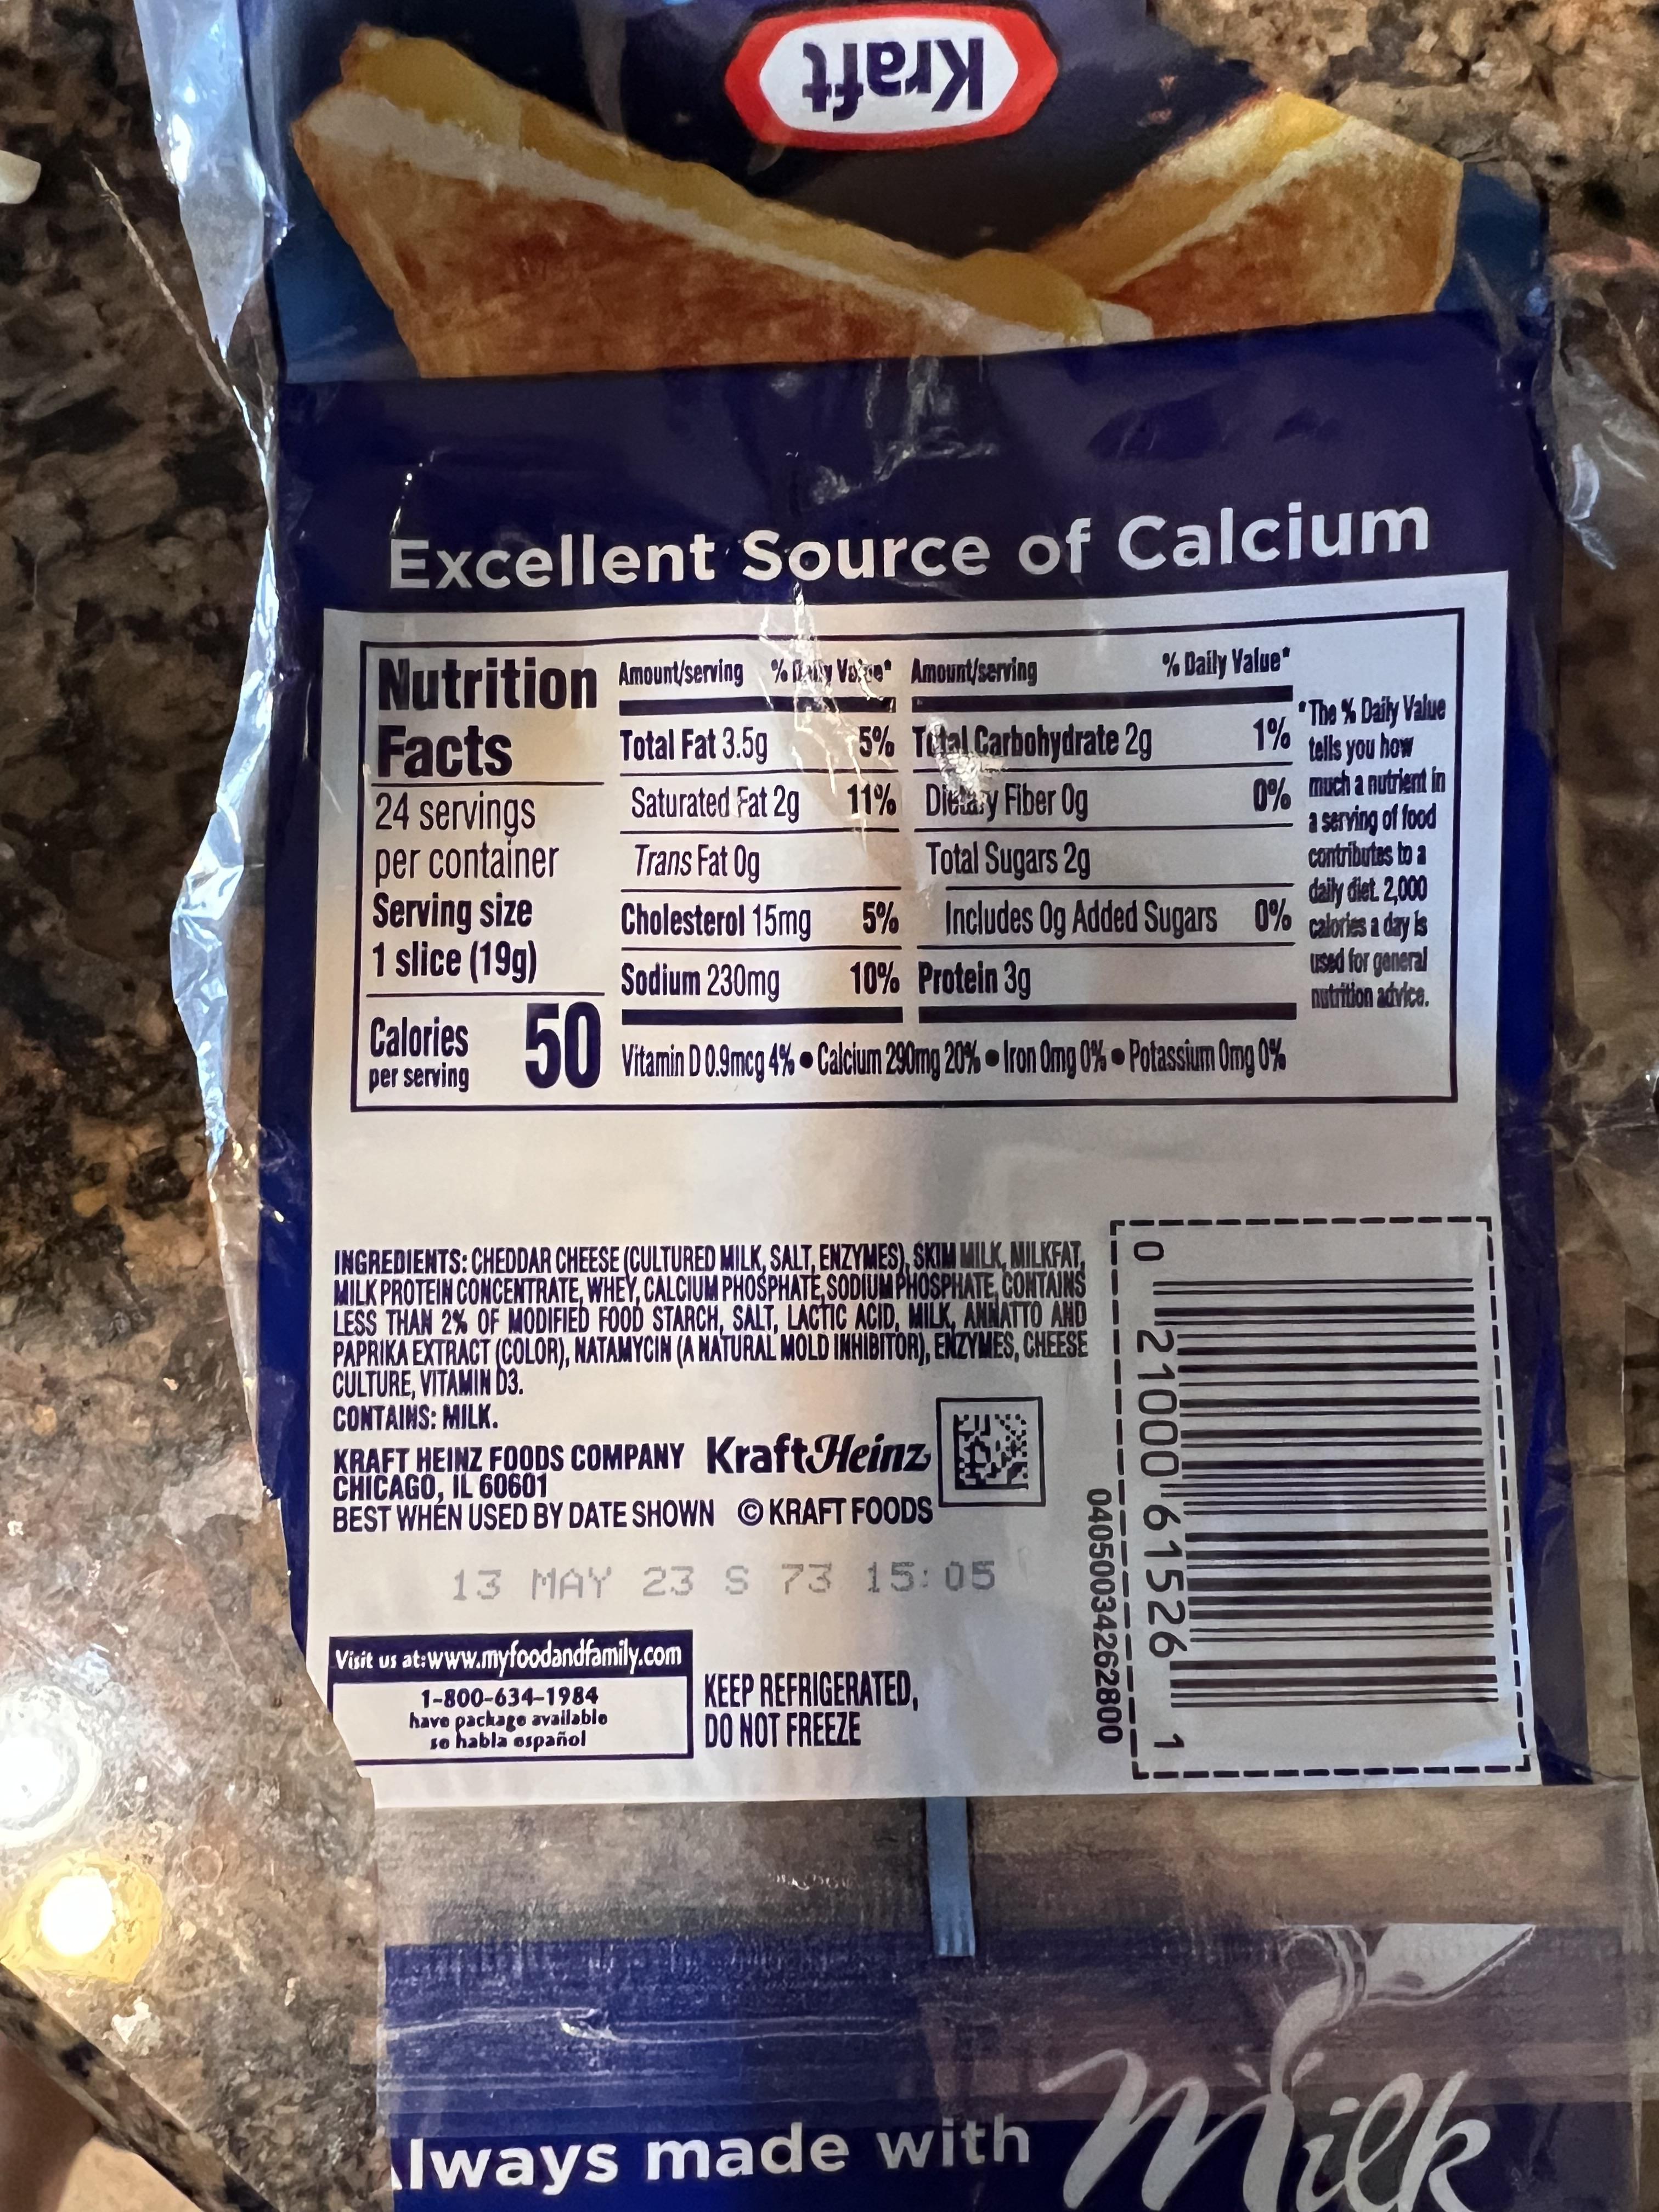 Kraft
Excellent Source of Calcium
Nutrition
Facts
24 servings
per container
Serving size
1 slice (19g)
Calories 50
per serving
Amount/serving % Daily Value*
Total Fat 3.5g 5%
Saturated Fat 2g 11%
Trans Fat 0g
Cholesterol 15mg 5%
Sodium 230mg 10%
Amount/serving % Daily Value*
Total Carbohydrate 2g 1%
Dietary Fiber 0g 0%
Total Sugars 2g
Includes 0g Added Sugars 0%
Protein 3g
Vitamin D 0.9mcg 4% • Calcium 290mg 20% • Iron 0mg 0% • Potassium 0mg 0%
*The % Daily Value
tells you how
much a nutrient in
a serving of food
contributes to a
daily diet. 2,000
calories a day is
used for general
nutrition advice.
INGREDIENTS: CHEDDAR CHEESE (CULTURED MILK, SALT, ENZYMES), SKIM MILK, MILKFAT,
MILK PROTEIN CONCENTRATE, WHEY, CALCIUM PHOSPHATE, SODIUM PHOSPHATE, CONTAINS
LESS THAN 2% OF MODIFIED FOOD STARCH, SALT, LACTIC ACID, MILK, ANNATTO AND
PAPRIKA EXTRACT (COLOR), NATAMYCIN (A NATURAL MOLD INHIBITOR), ENZYMES, CHEESE
CULTURE, VITAMIN D3.
CONTAINS: MILK.
KRAFT HEINZ FOODS COMPANY KraftHeinz
CHICAGO, IL 60601
BEST WHEN USED BY DATE SHOWN © KRAFT FOODS
13 MAY 23 S 73 15:05
Visit us at:www.myfoodandfamily.com
1-800-634-1984
have package available
se habla español
KEEP REFRIGERATED,
DO NOT FREEZE
0 21000 61526 1
04050034262800
lways made with Milk